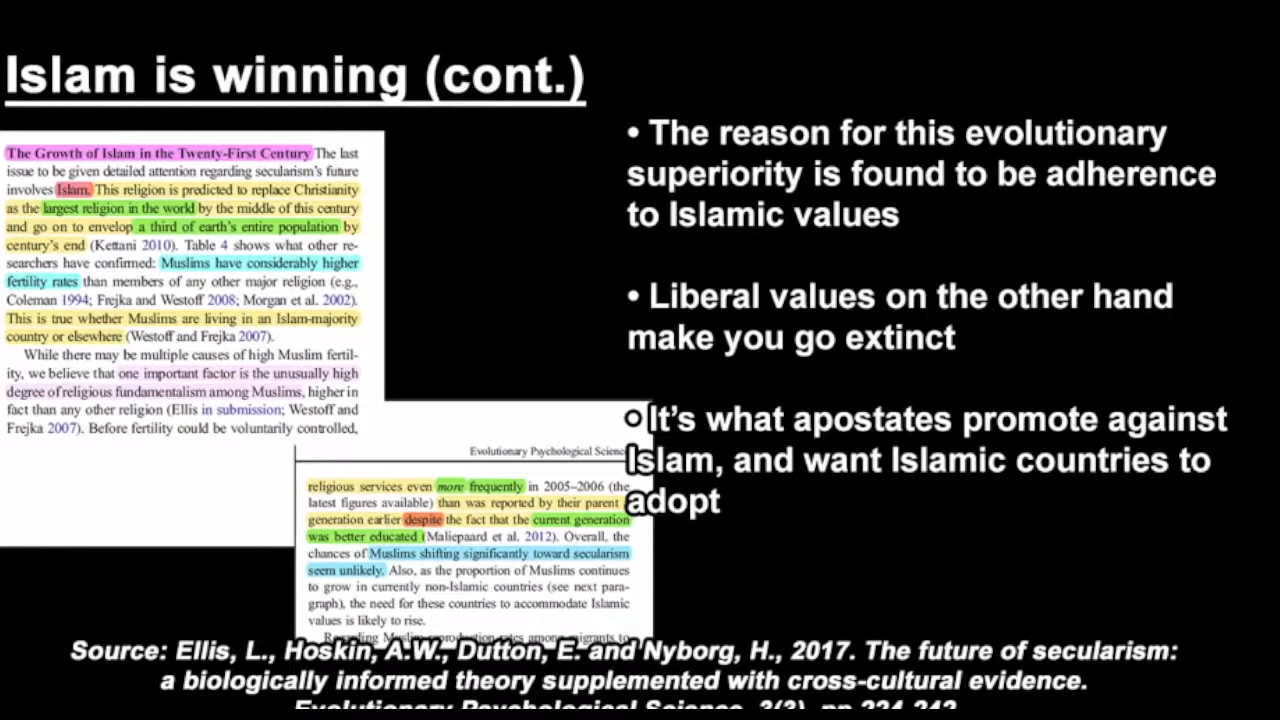 Islam is winning (cont.)
The Growth of Islam in the Twenty-First Century The last
issue to be given detailed attention regarding secularism's future
involves Islam. This religion is predicted to replace Christianity
as the largest religion in the world by the middle of this century
and go on to envelop a third of earth's entire population by
century's end (Kettani 2010). Table 4 shows what other re-
searchers have confirmed: Muslims have considerably higher
fertility rates than members of any other major religion (e.g.,
Coleman 1994; Frejka and Westoff 2008; Morgan et al. 2002).
This is true whether Muslims are living in an Islam-majority
country or elsewhere (Westoff and Frejka 2007).
While there may be multiple causes of high Muslim fertil-
ity, we believe that one important factor is the unusually high
degree of religious fundamentalism among Muslims, higher in
fact than any other religion (Ellis in submission; Westoff and
Frejka 2007). Before fertility could be voluntarily controlled,
Evolutionary Psychological Science
religious services even more frequently in 2005–2006 (the
latest figures available) than was reported by their parent
generation earlier despite the fact that the current generation
was better educated (Maliepaard et al. 2012). Overall, the
chances of Muslims shifting significantly toward secularism
seem unlikely. Also, as the proportion of Muslims continues
to grow in currently non-Islamic countries (see next para-
graph), the need for these countries to accommodate Islamic
values is likely to rise.
Regarding Muslim reproduction rates among migrants to
• The reason for this evolutionary
superiority is found to be adherence
to Islamic values
• Liberal values on the other hand
make you go extinct
○It's what apostates promote against
Islam, and want Islamic countries to
adopt
Source: Ellis, L., Hoskin, A.W., Dutton, E. and Nyborg, H., 2017. The future of secularism:
a biologically informed theory supplemented with cross-cultural evidence.
Evolutionary Psychological Science, 3(3), pp.224-242.